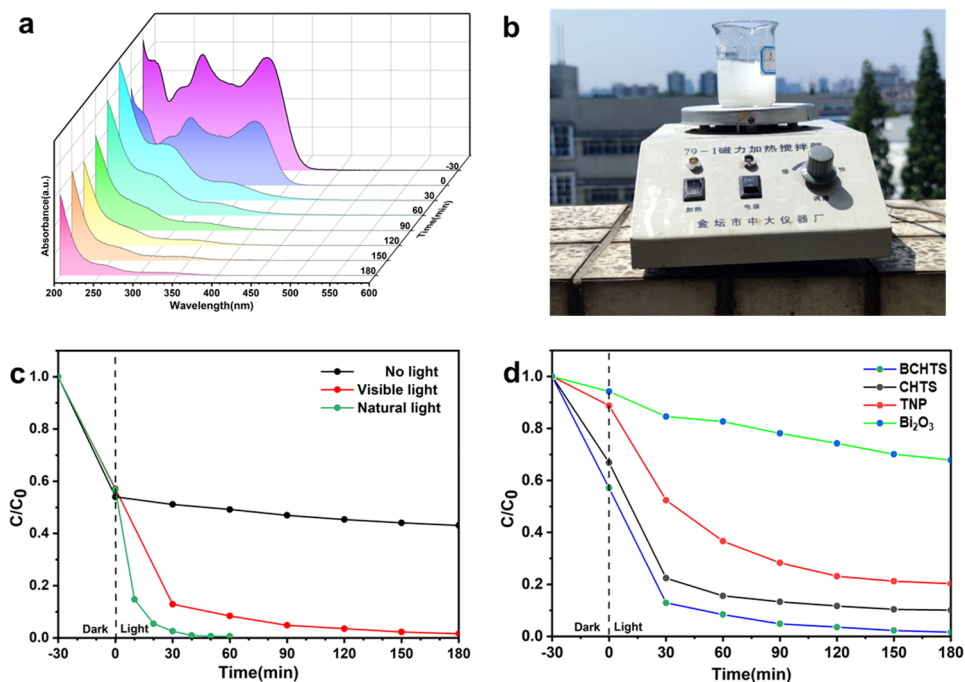 a
Absorbance(a.u.)
200 250 300 350 400 450 500 550 600
Wavelength(nm)
-30
0
30
60
90
120
150
180
Time(min)
b
79-1磁力加热搅拌器
加热
电源
调速
金坛市中大仪器厂
c
No light
Visible light
Natural light
C/C0
1.0
0.8
0.6
0.4
0.2
0.0
Dark Light
-30 0 30 60 90 120 150 180
Time(min)
d
BCHTS
CHTS
TNP
Bi2O3
C/C0
1.0
0.8
0.6
0.4
0.2
0.0
Dark Light
-30 0 30 60 90 120 150 180
Time(min)